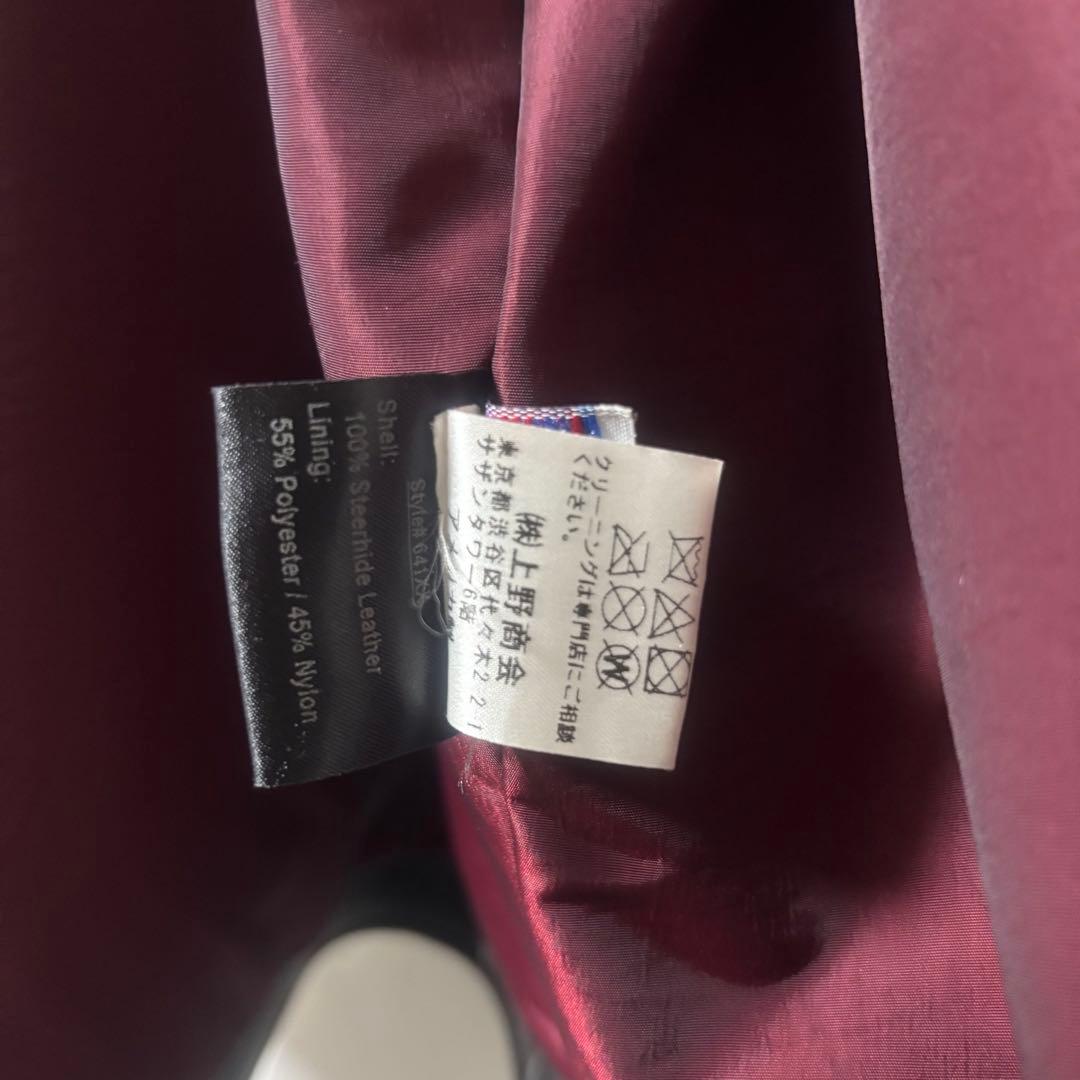 Shell:
100% Steerhide Leather
Lining:
55% Polyester / 45% Nylon
Style# 641
クリーニングは専門店にご相談
ください。
㈱上野商会
東京都渋谷区代々木2 2 1
サザンタワー6階